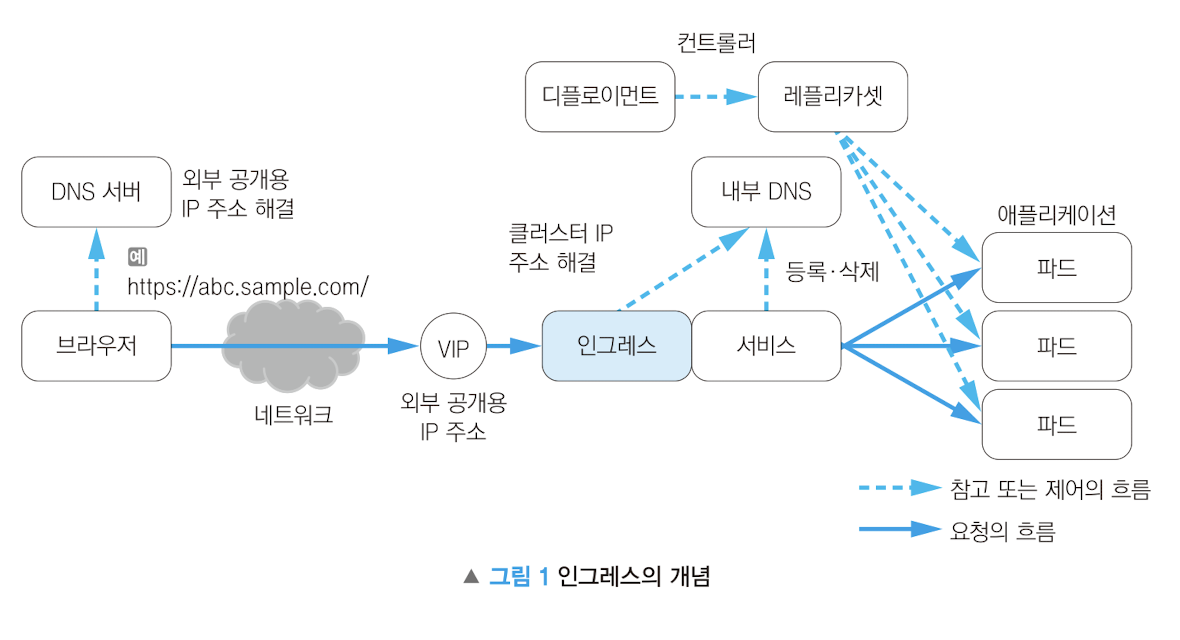 컨트롤러
디플로이먼트
레플리카셋
DNS 서버
외부 공개용
IP 주소 해결
내부 DNS
클러스터 IP
주소 해결
등록·삭제
애플리케이션
파드
예
https://abc.sample.com/
브라우저
네트워크
VIP
외부 공개용
IP 주소
인그레스
서비스
파드
파드
참고 또는 제어의 흐름
요청의 흐름
▲ 그림 1 인그레스의 개념